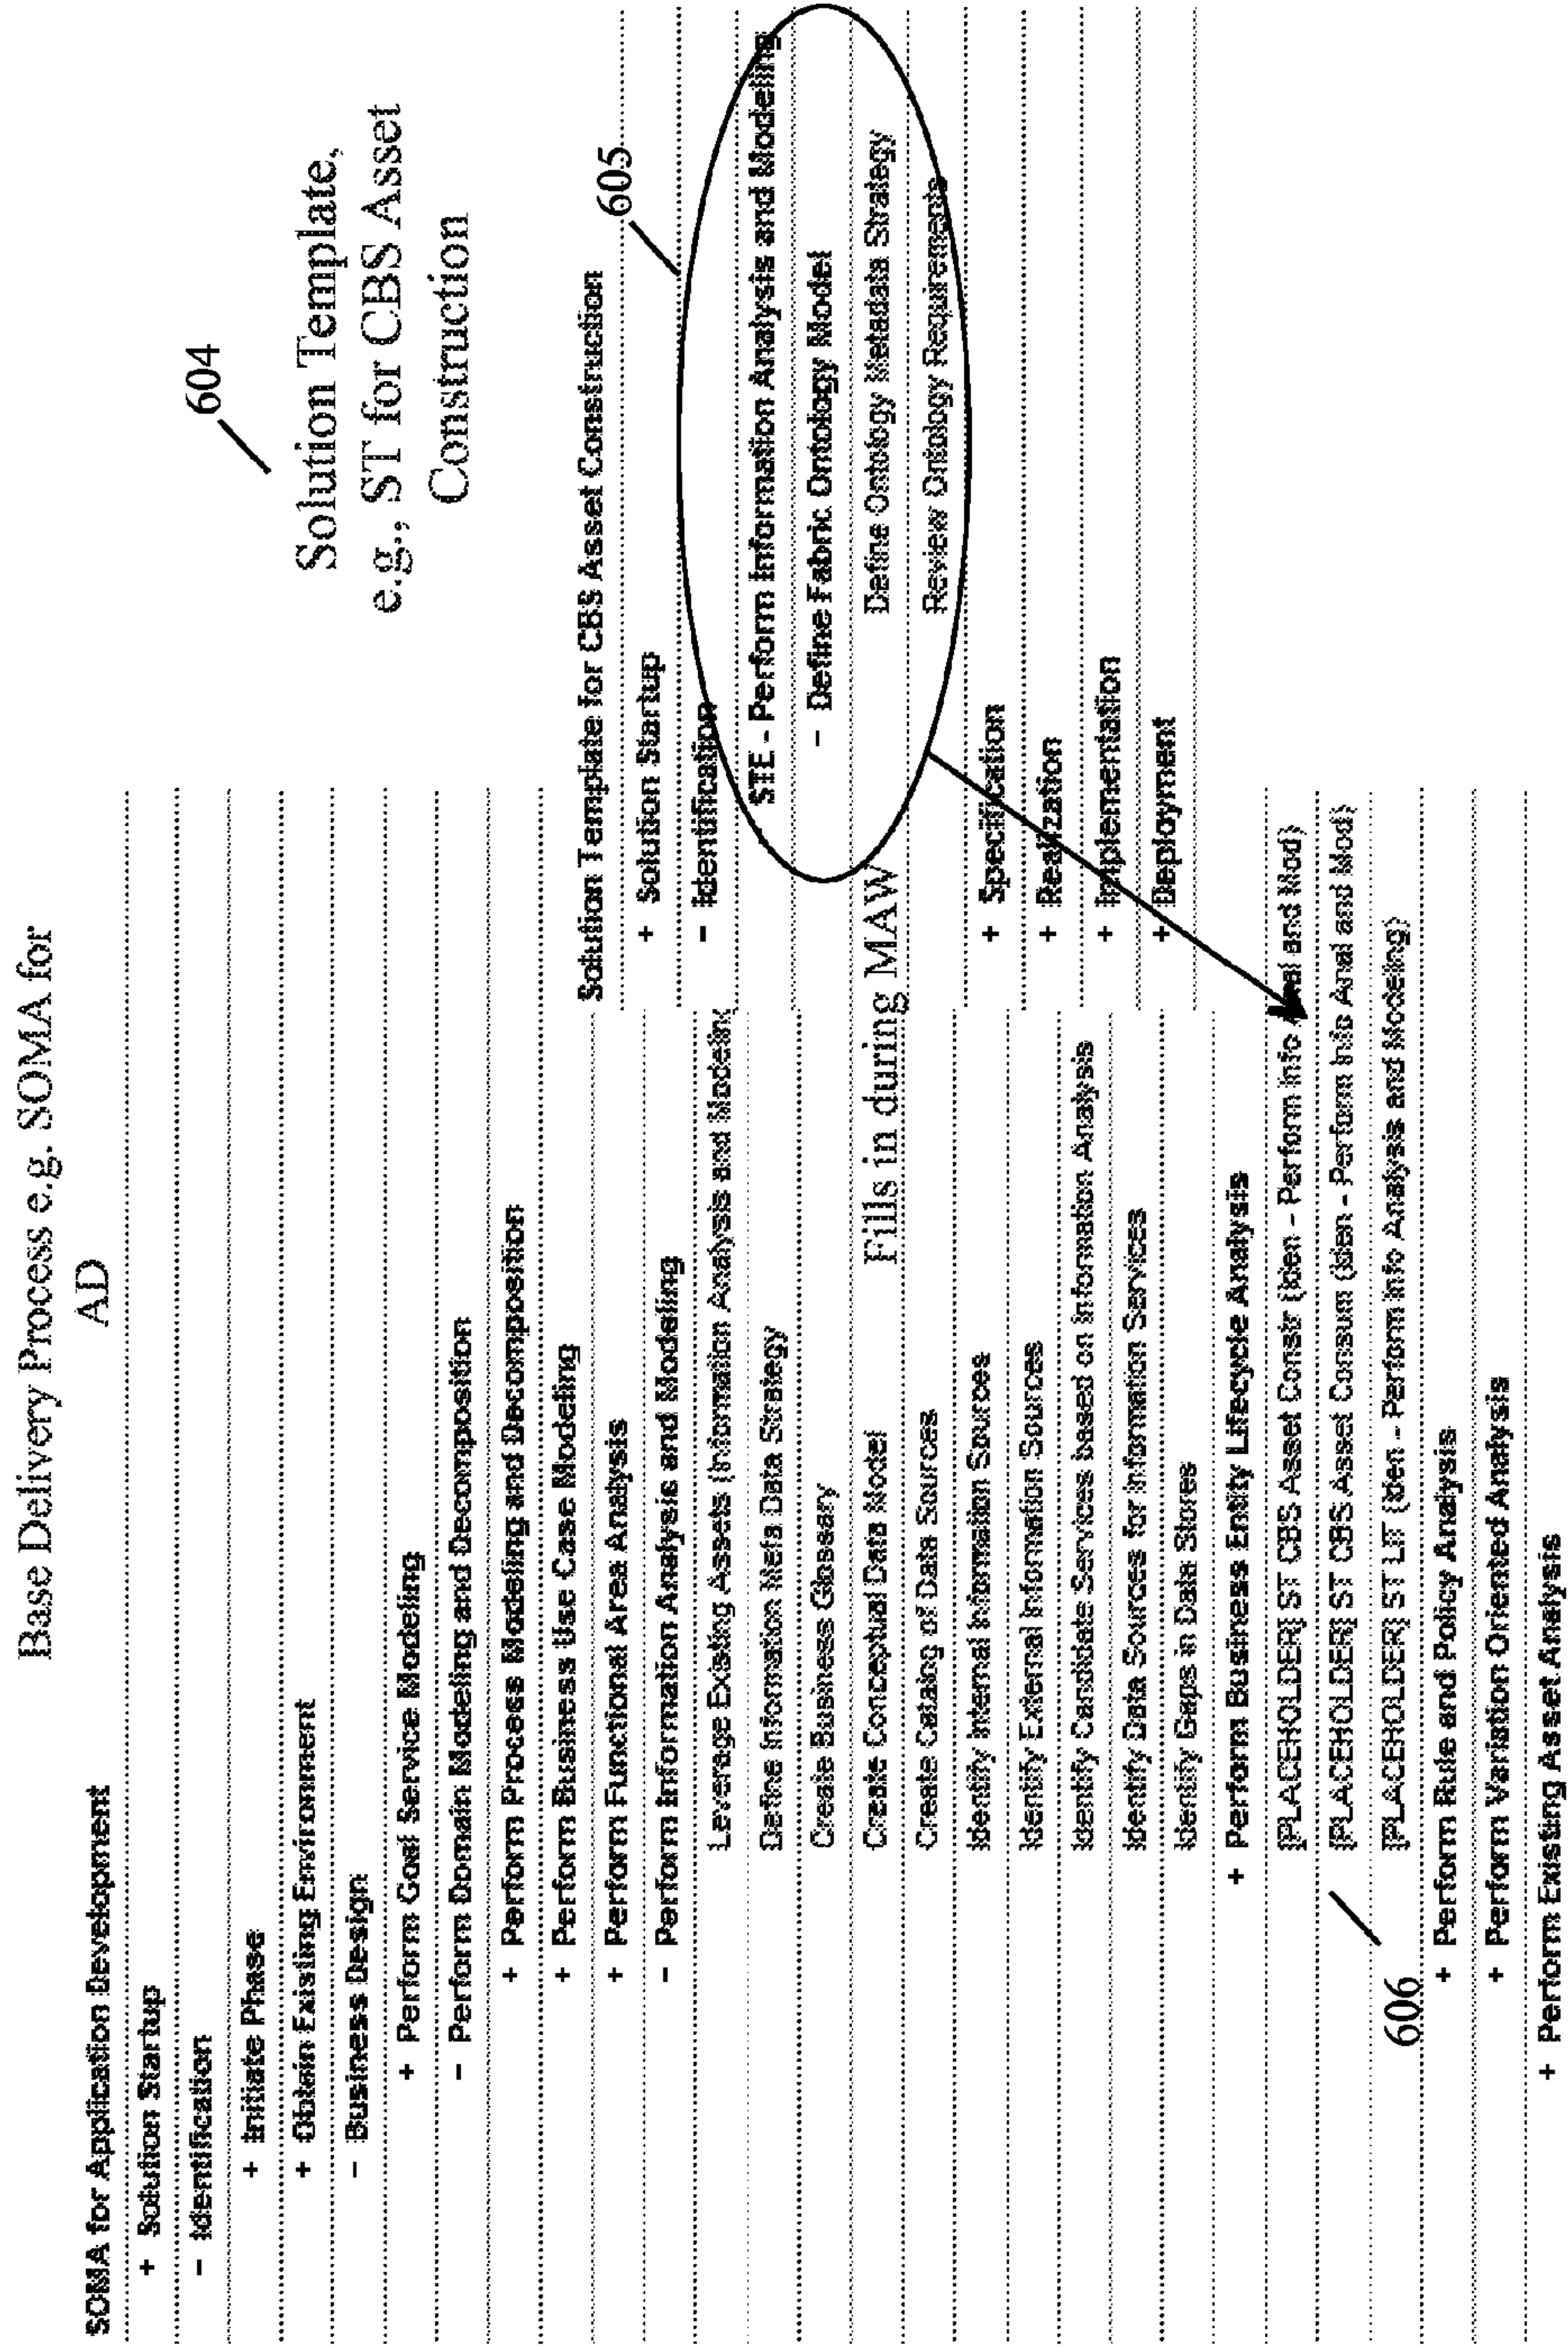 Base Delivery Process e.g. SOMA for
AD
SOMA for Application Development
+ Solution Startup
- Identification
+ Initiate Phase
+ Obtain Existing Environment
- Business Design
+ Perform Goal Service Modeling
- Perform Domain Modeling and Decomposition
+ Perform Process Modeling and Decomposition
+ Perform Business Use Case Modeling
+ Perform Functional Area Analysis
- Perform Information Analysis and Modeling
Leverage Existing Assets (Information Analysis and Modeling
Define Information Meta Data Strategy
Create Business Glossary
Create Conceptual Data Model
Create Catalog of Data Sources
Identify Internal Information Sources
Identify External Information Sources
Identify Candidate Services based on Information Analysis
Identify Data Sources for Information Services
Identify Gaps in Data Stores
+ Perform Business Entity Lifecycle Analysis
[PLACEHOLDER] ST CBS Asset Constr (Iden - Perform Info Anal and Mod)
[PLACEHOLDER] ST CBS Asset Consum (Iden - Perform Info Anal and Mod)
[PLACEHOLDER] ST LIT (Iden - Perform Info Analysis and Modeling)
606
+ Perform Rule and Policy Analysis
+ Perform Variation Oriented Analysis
+ Perform Existing Asset Analysis
Fills in during MAW
604
Solution Template,
e.g., ST for CBS Asset
Construction
605
Solution Template for CBS Asset Construction
+ Solution Startup
- Identification
STE - Perform Information Analysis and Modeling
- Define Fabric Ontology Model
Define Ontology Metadata Strategy
Review Ontology Requirements
+ Specification
+ Realization
+ Implementation
+ Deployment